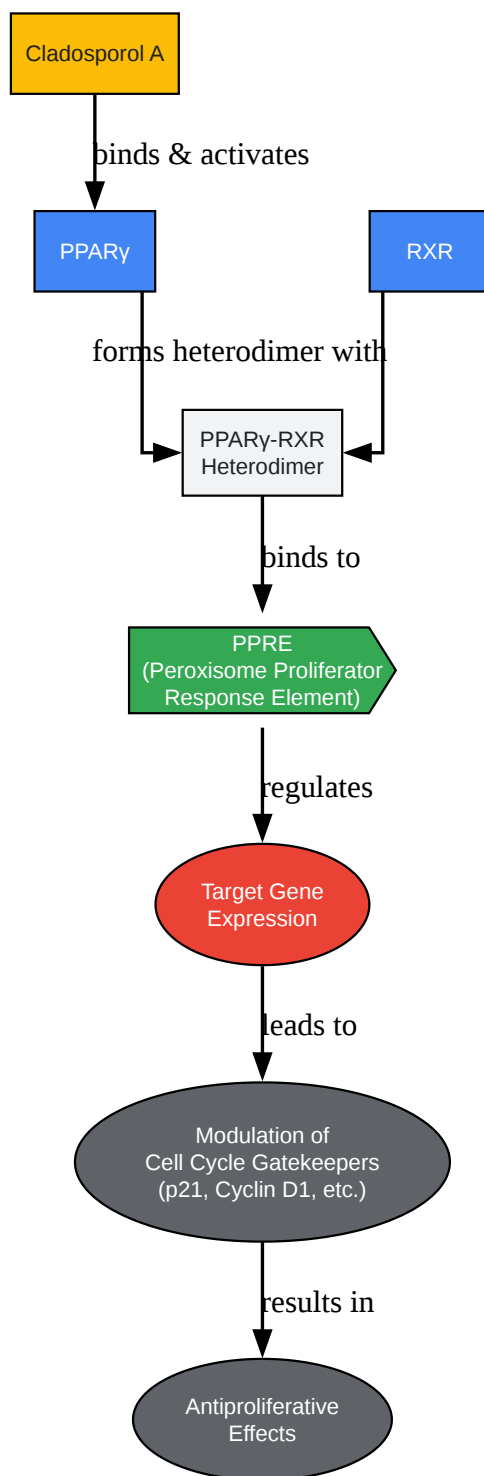 Cladosporol A
binds & activates
PPARγ
RXR
forms heterodimer with
PPARγ-RXR
Heterodimer
binds to
PPRE
(Peroxisome Proliferator
Response Element)
regulates
Target Gene
Expression
leads to
Modulation of
Cell Cycle Gatekeepers
(p21, Cyclin D1, etc.)
results in
Antiproliferative
Effects